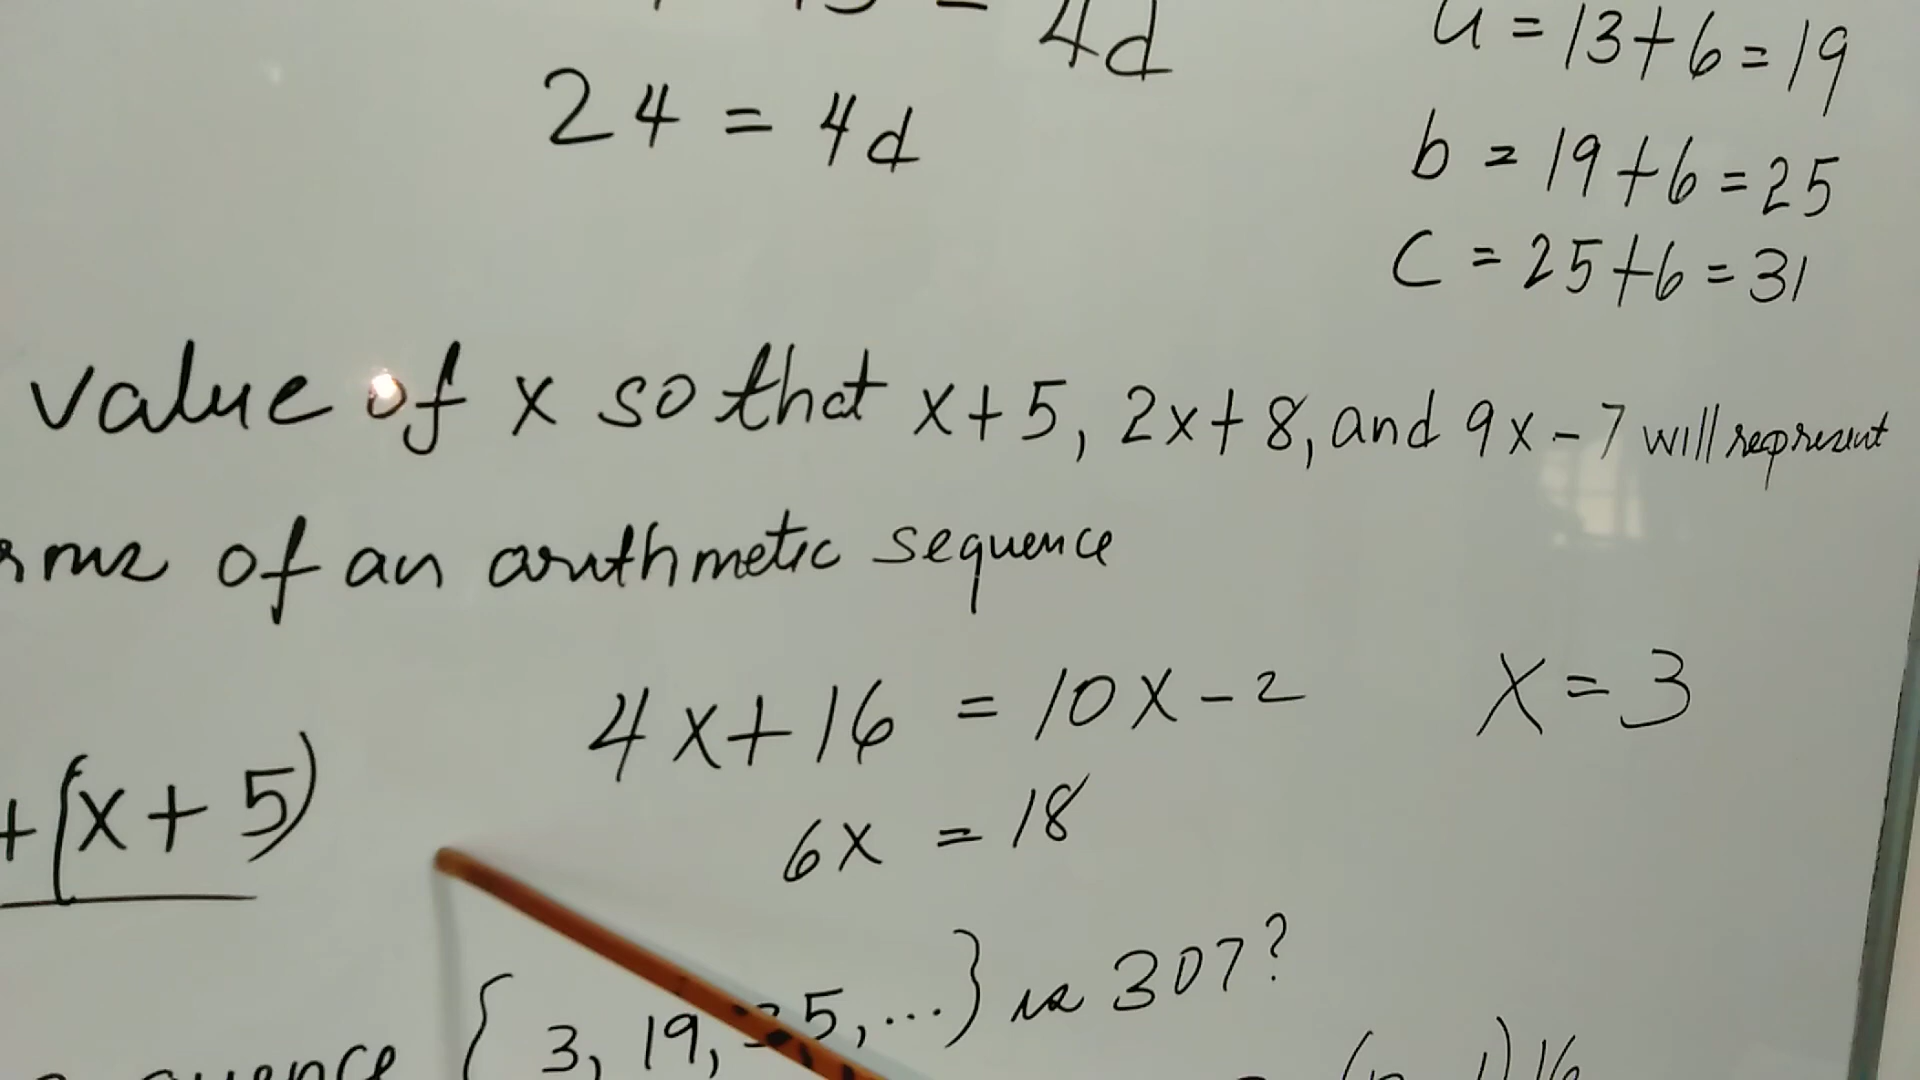 4d
24 = 4d
a = 13+6=19
b = 19+6=25
c = 25+6=31
value of x so that x+5, 2x+8, and 9x-7 will represent
of an arithmetic sequence
4x+16 = 10x-2
x=3
+(x+5)
6x = 18
{3, 19, 35, ...} is 307?